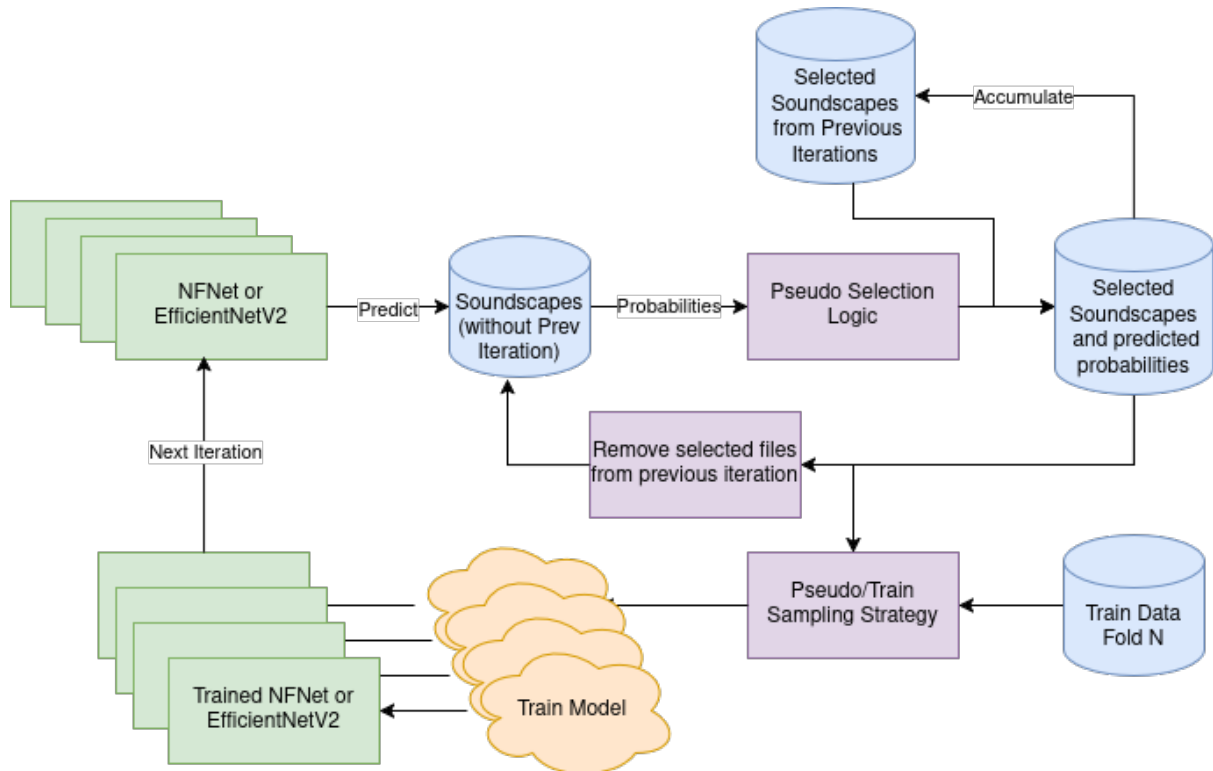 Selected
Soundscapes
from Previous
Iterations
Accumulate
NFNet or
EfficientNetV2
Predict
Soundscapes
(without Prev
Iteration)
Probabilities
Pseudo Selection
Logic
Selected
Soundscapes
and predicted
probabilities
Next Iteration
Remove selected files
from previous iteration
Pseudo/Train
Sampling Strategy
Train Data
Fold N
Trained NFNet or
EfficientNetV2
Train Model